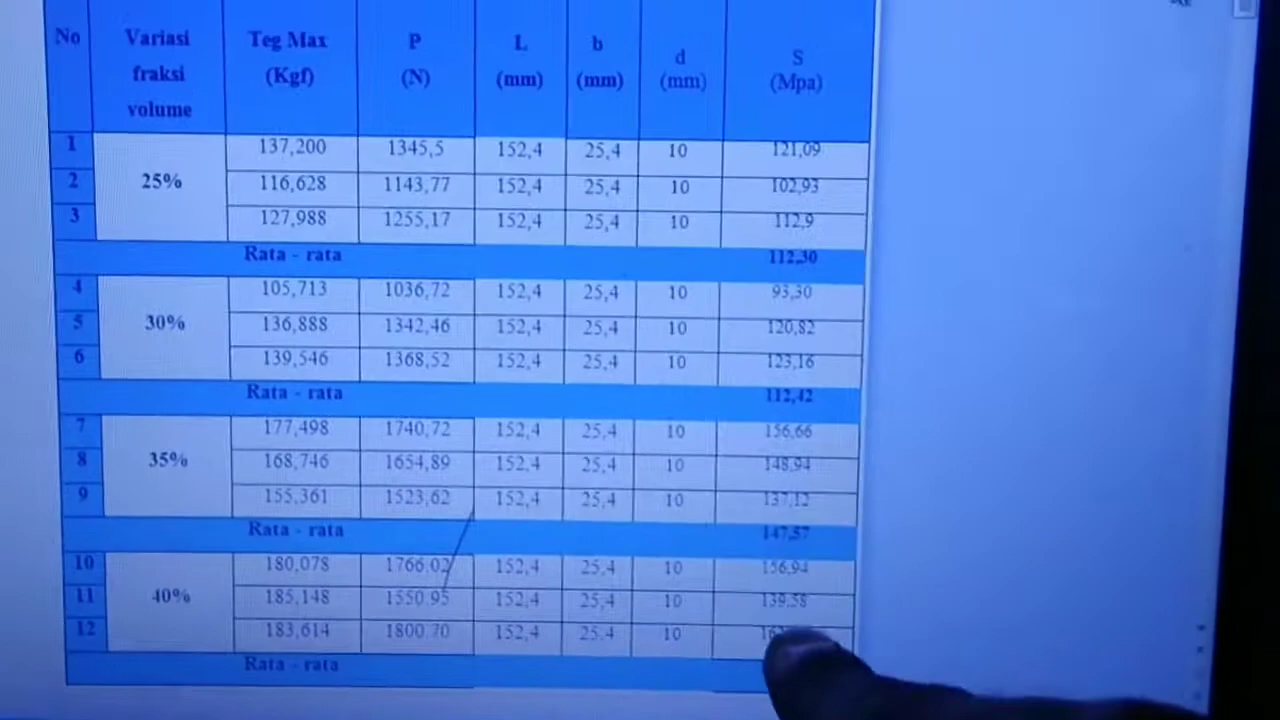 No Variasi fraksi volume Teg Max (Kgf) P (N) L (mm) b (mm) d (mm) S (Mpa)
1 137,200 1345,5 152,4 25,4 10 121,09
2 25% 116,628 1143,77 152,4 25,4 10 102,93
3 127,988 1255,17 152,4 25,4 10 112,9
Rata - rata 112,30
4 105,713 1036,72 152,4 25,4 10 93,30
5 30% 136,888 1342,46 152,4 25,4 10 120,82
6 139,546 1368,52 152,4 25,4 10 123,16
Rata - rata 112,42
7 177,498 1740,72 152,4 25,4 10 156,66
8 35% 168,746 1654,89 152,4 25,4 10 148,94
9 155,361 1523,62 152,4 25,4 10 137,12
Rata - rata 147,57
10 180,078 1766,02 152,4 25,4 10 156,94
11 40% 185,148 1550,95 152,4 25,4 10 139,58
12 183,614 1800,70 152,4 25,4 10
Rata - rata